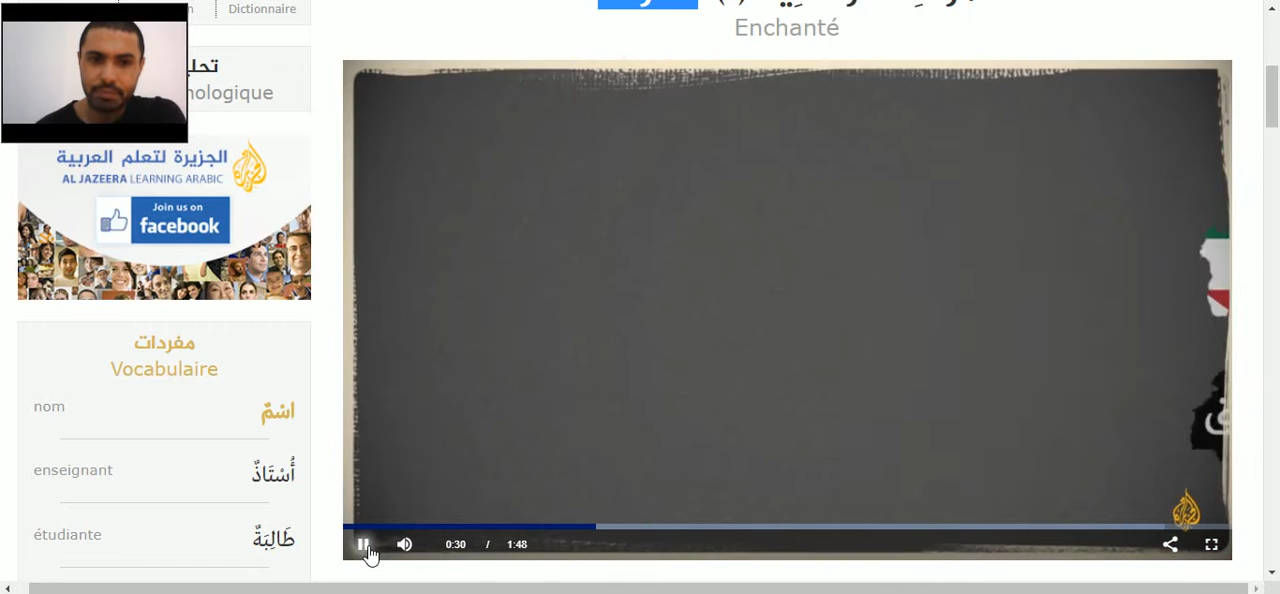 Dictionnaire
Enchanté
تحلي
nologique
الجزيرة لتعلم العربية
AL JAZEERA LEARNING ARABIC
Join us on
facebook
مفردات
Vocabulaire
nom اسْمٌ
enseignant أُسْتَاذٌ
étudiante طَالِبَةٌ
0:30 / 1:48